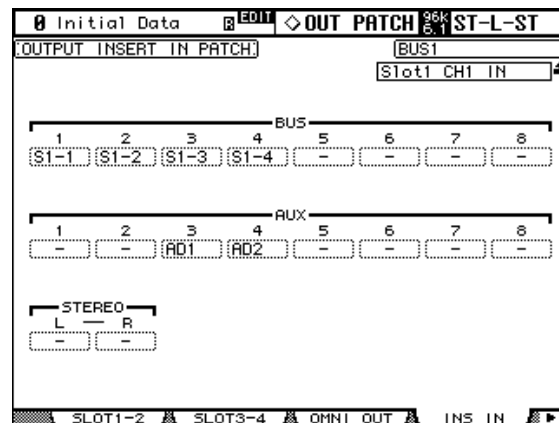 0 Initial Data R EDIT ◇OUT PATCH 96k 6.1 ST-L-ST
OUTPUT INSERT IN PATCH BUS1
Slot1 CH1 IN
BUS
1 2 3 4 5 6 7 8
S1-1 S1-2 S1-3 S1-4 - - - -
AUX
1 2 3 4 5 6 7 8
- - AD1 AD2 - - - -
STEREO
L — R
- -
SLOT1-2 SLOT3-4 OMNI OUT INS IN